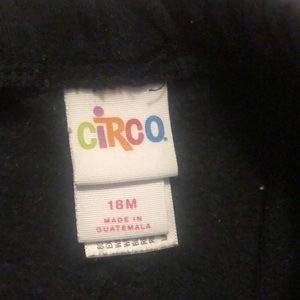 CiRCO.
18M
MADE IN
GUATEMALA